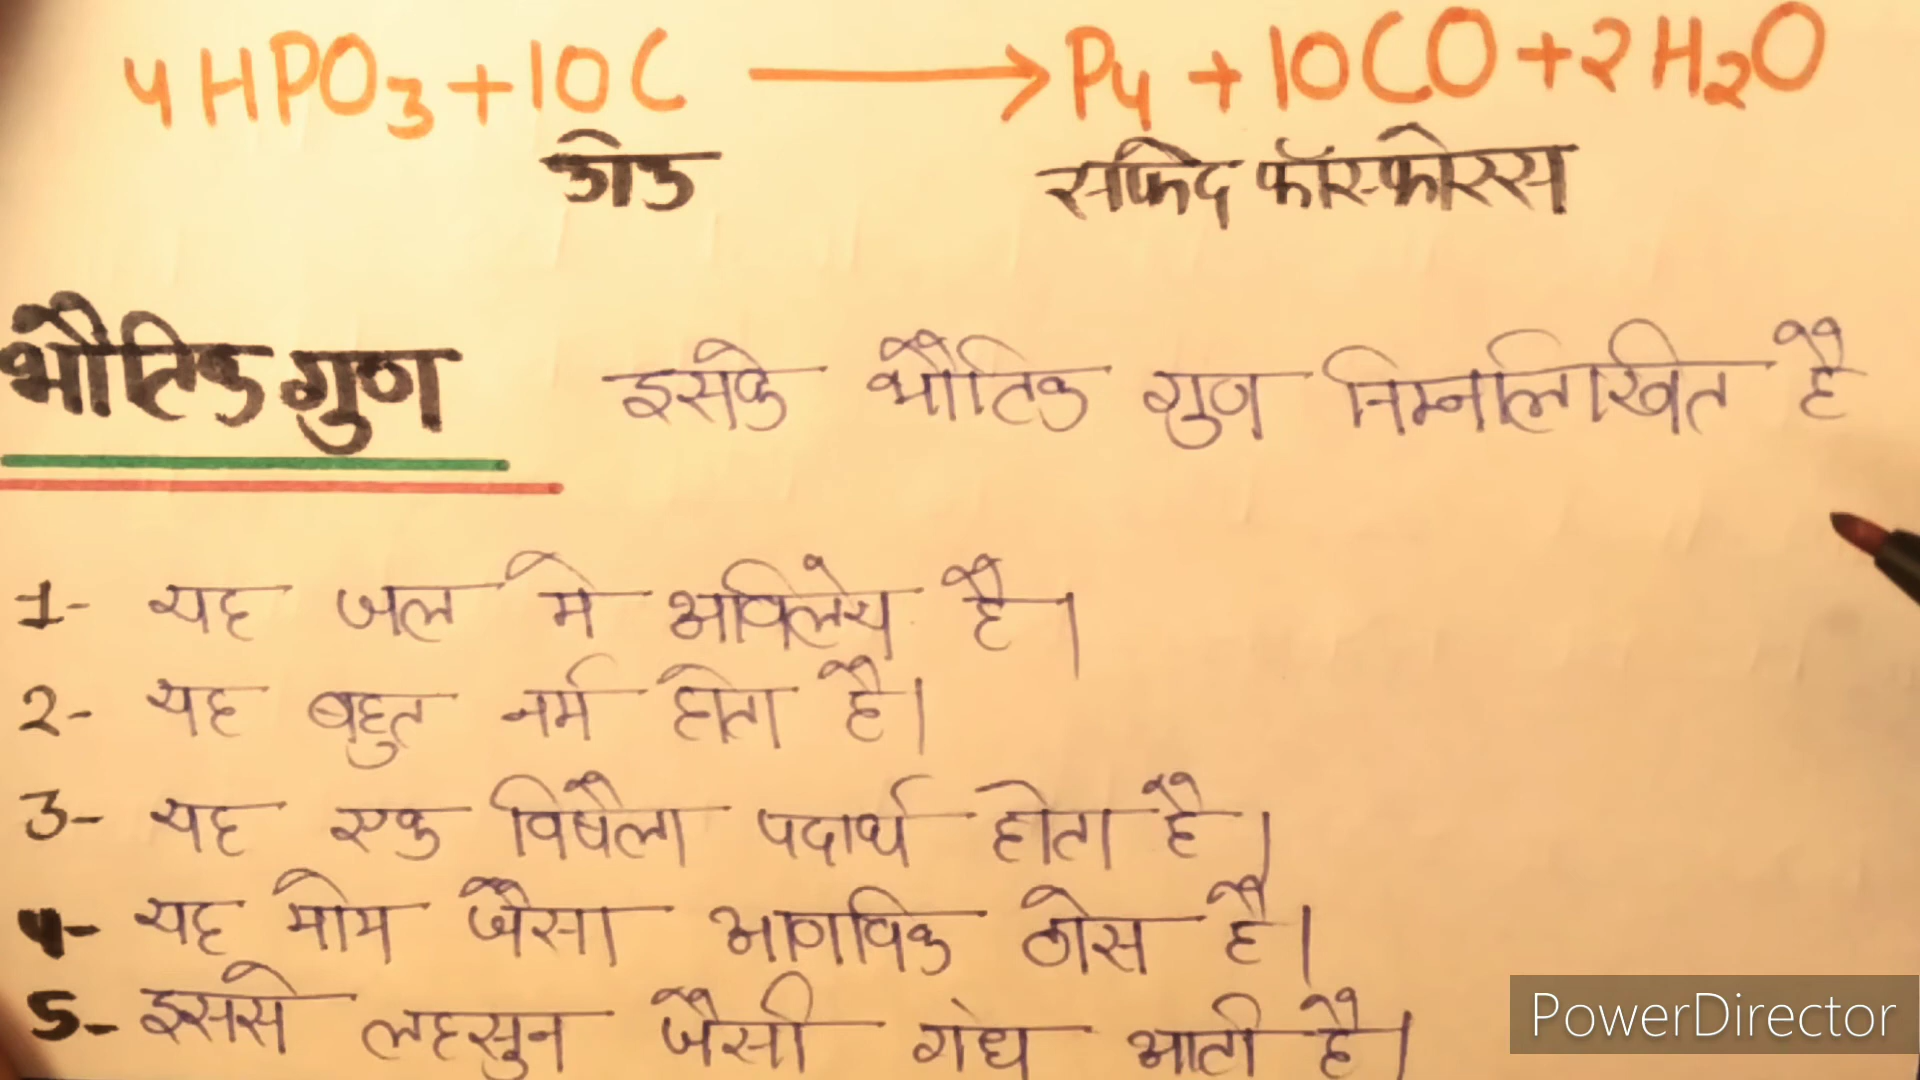 4HPO₃+10C ⟶ P₄ + 10CO+2H₂O
कोक सफेद फॉस्फोरस
भौतिक गुण इसके भौतिक गुण निम्नलिखित है
1- यह जल मे अविलेय है।
2- यह बहुत नर्म होता है।
3- यह एक विषैला पदार्थ होता है।
4- यह मोम जैसा आणविक ठोस है।
5- इससे लहसुन जैसी गंध आती है।
PowerDirector